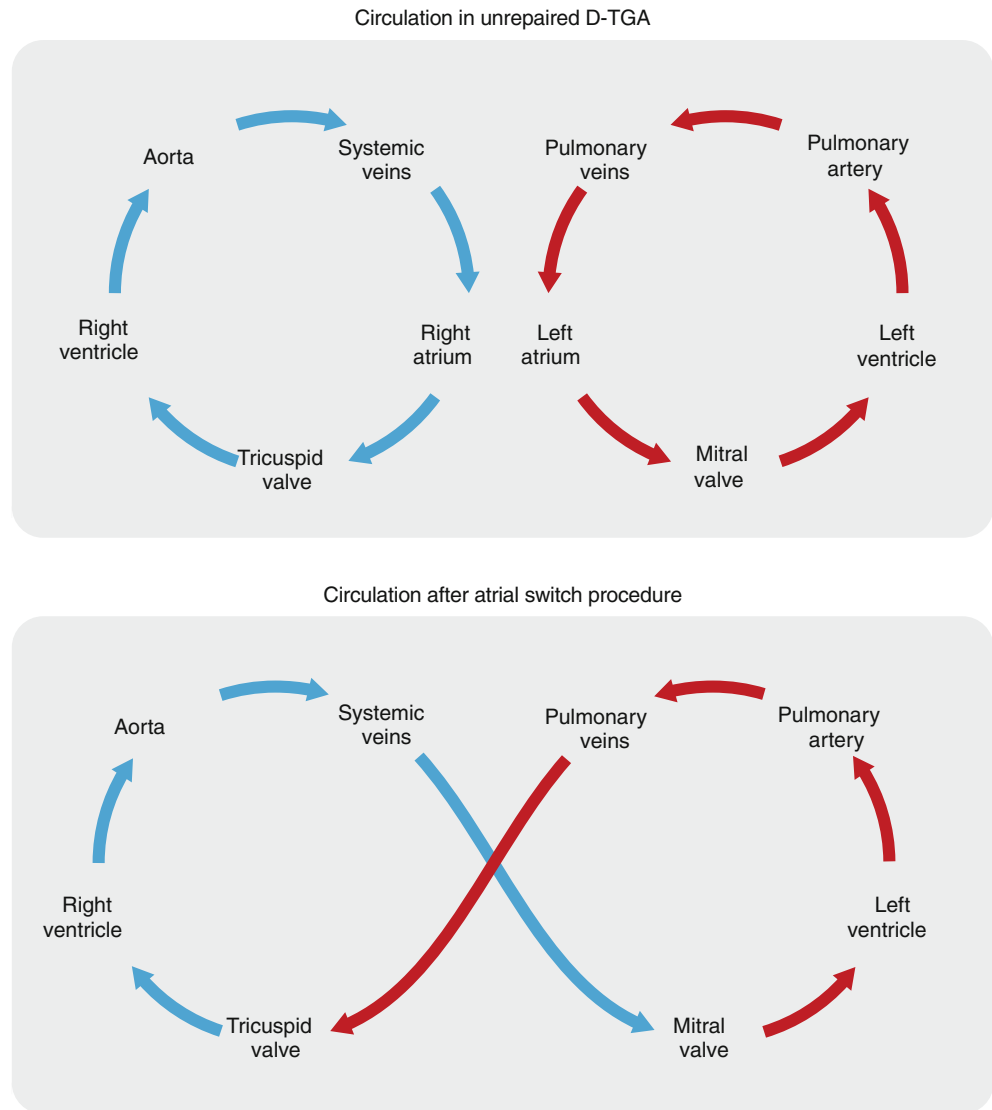 Circulation in unrepaired D-TGA
Aorta
Systemic
veins
Pulmonary
veins
Pulmonary
artery
Right
ventricle
Right
atrium
Left
atrium
Left
ventricle
Tricuspid
valve
Mitral
valve
Circulation after atrial switch procedure
Aorta
Systemic
veins
Pulmonary
veins
Pulmonary
artery
Right
ventricle
Left
ventricle
Tricuspid
valve
Mitral
valve